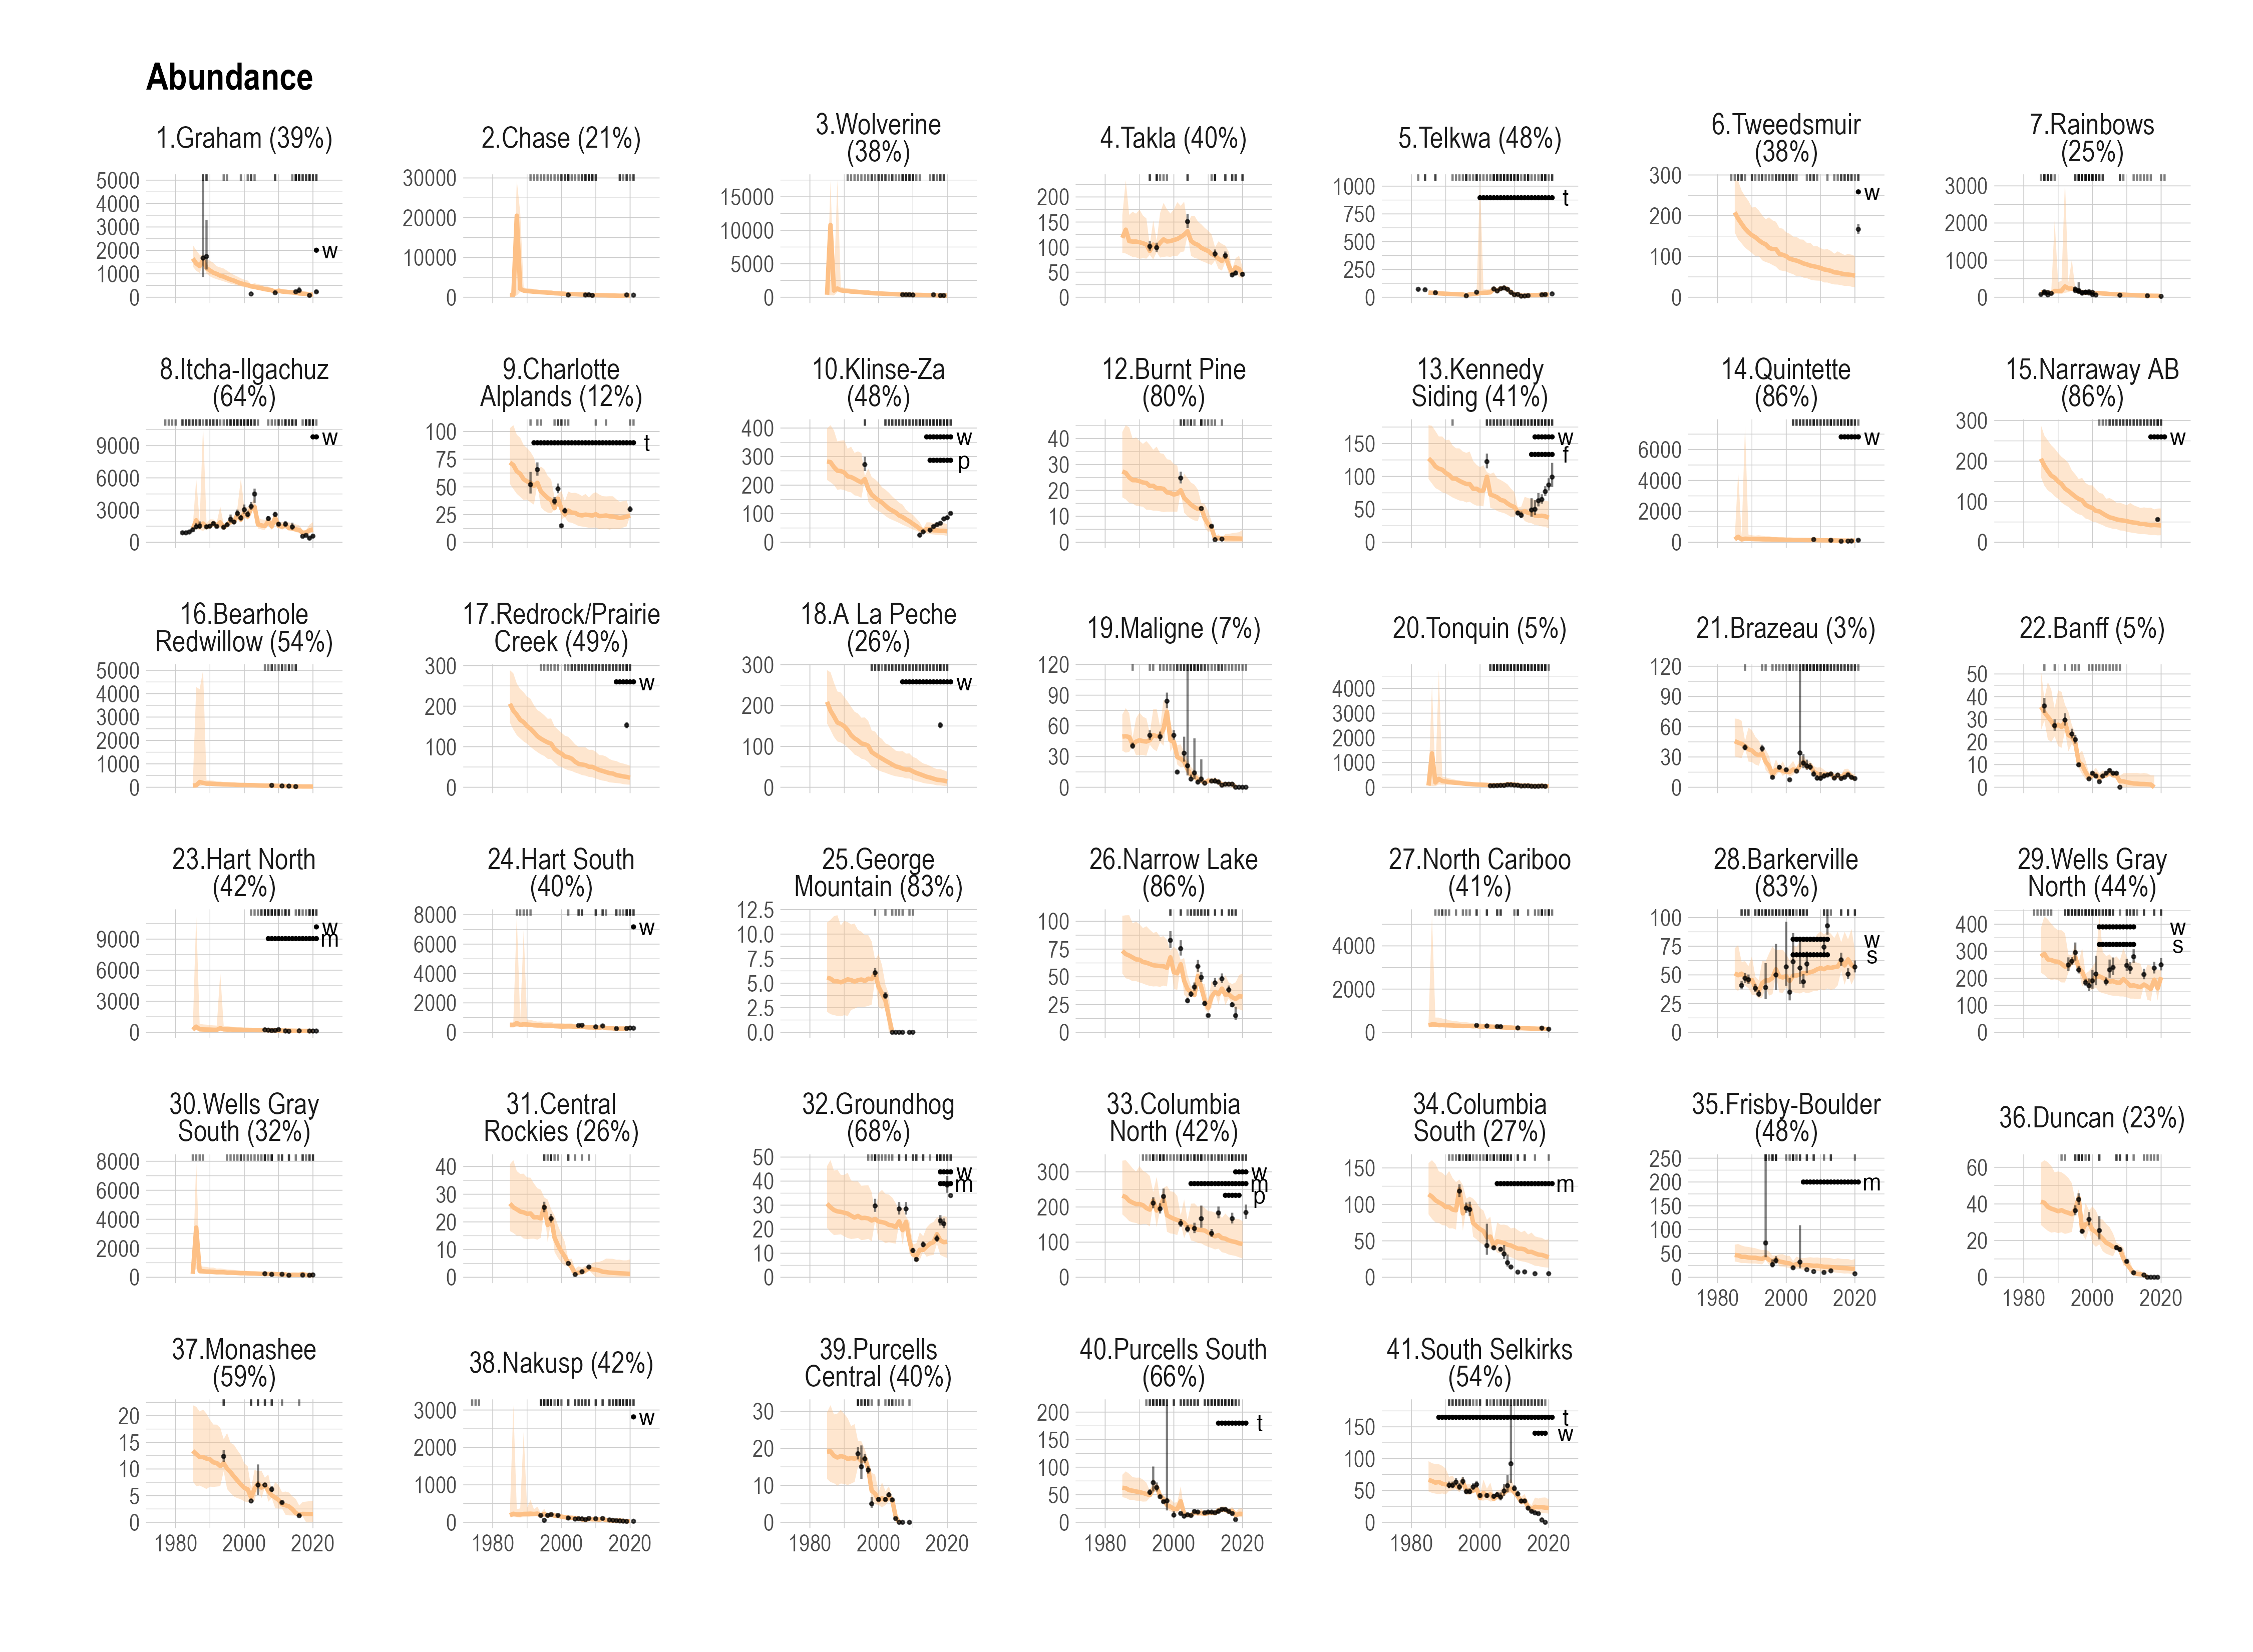 Abundance
1.Graham (39%)
2.Chase (21%)
3.Wolverine
(38%)
4.Takla (40%)
5.Telkwa (48%)
6.Tweedsmuir
(38%)
7.Rainbows
(25%)
5000
4000
3000
2000
1000
0
w
30000
20000
10000
0
15000
10000
5000
0
200
150
100
50
0
1000
750
500
250
0
t
300
200
100
0
w
3000
2000
1000
0
8.Itcha-Ilgachuz
(64%)
9.Charlotte
Alplands (12%)
10.Klinse-Za
(48%)
12.Burnt Pine
(80%)
13.Kennedy
Siding (41%)
14.Quintette
(86%)
15.Narraway AB
(86%)
9000
6000
3000
0
w
100
75
50
25
0
t
400
300
200
100
0
w
p
40
30
20
10
0
150
100
50
0
w
f
6000
4000
2000
0
w
300
200
100
0
w
16.Bearhole
Redwillow (54%)
17.Redrock/Prairie
Creek (49%)
18.A La Peche
(26%)
19.Maligne (7%)
20.Tonquin (5%)
21.Brazeau (3%)
22.Banff (5%)
5000
4000
3000
2000
1000
0
300
200
100
0
w
300
200
100
0
w
120
90
60
30
0
4000
3000
2000
1000
0
120
90
60
30
0
50
40
30
20
10
0
23.Hart North
(42%)
24.Hart South
(40%)
25.George
Mountain (83%)
26.Narrow Lake
(86%)
27.North Cariboo
(41%)
28.Barkerville
(83%)
29.Wells Gray
North (44%)
9000
6000
3000
0
w
m
8000
6000
4000
2000
0
w
12.5
10.0
7.5
5.0
2.5
0.0
100
75
50
25
0
4000
2000
0
100
75
50
25
0
w
s
400
300
200
100
0
w
s
30.Wells Gray
South (32%)
31.Central
Rockies (26%)
32.Groundhog
(68%)
33.Columbia
North (42%)
34.Columbia
South (27%)
35.Frisby-Boulder
(48%)
36.Duncan (23%)
8000
6000
4000
2000
0
40
30
20
10
0
50
40
30
20
10
0
w
m
300
200
100
0
w
m
p
150
100
50
0
m
250
200
150
100
50
0
m
1980 2000 2020
60
40
20
0
1980 2000 2020
37.Monashee
(59%)
38.Nakusp (42%)
39.Purcells
Central (40%)
40.Purcells South
(66%)
41.South Selkirks
(54%)
20
15
10
5
0
1980 2000 2020
3000
2000
1000
0
w
1980 2000 2020
30
20
10
0
1980 2000 2020
200
150
100
50
0
t
1980 2000 2020
150
100
50
0
t
w
1980 2000 2020